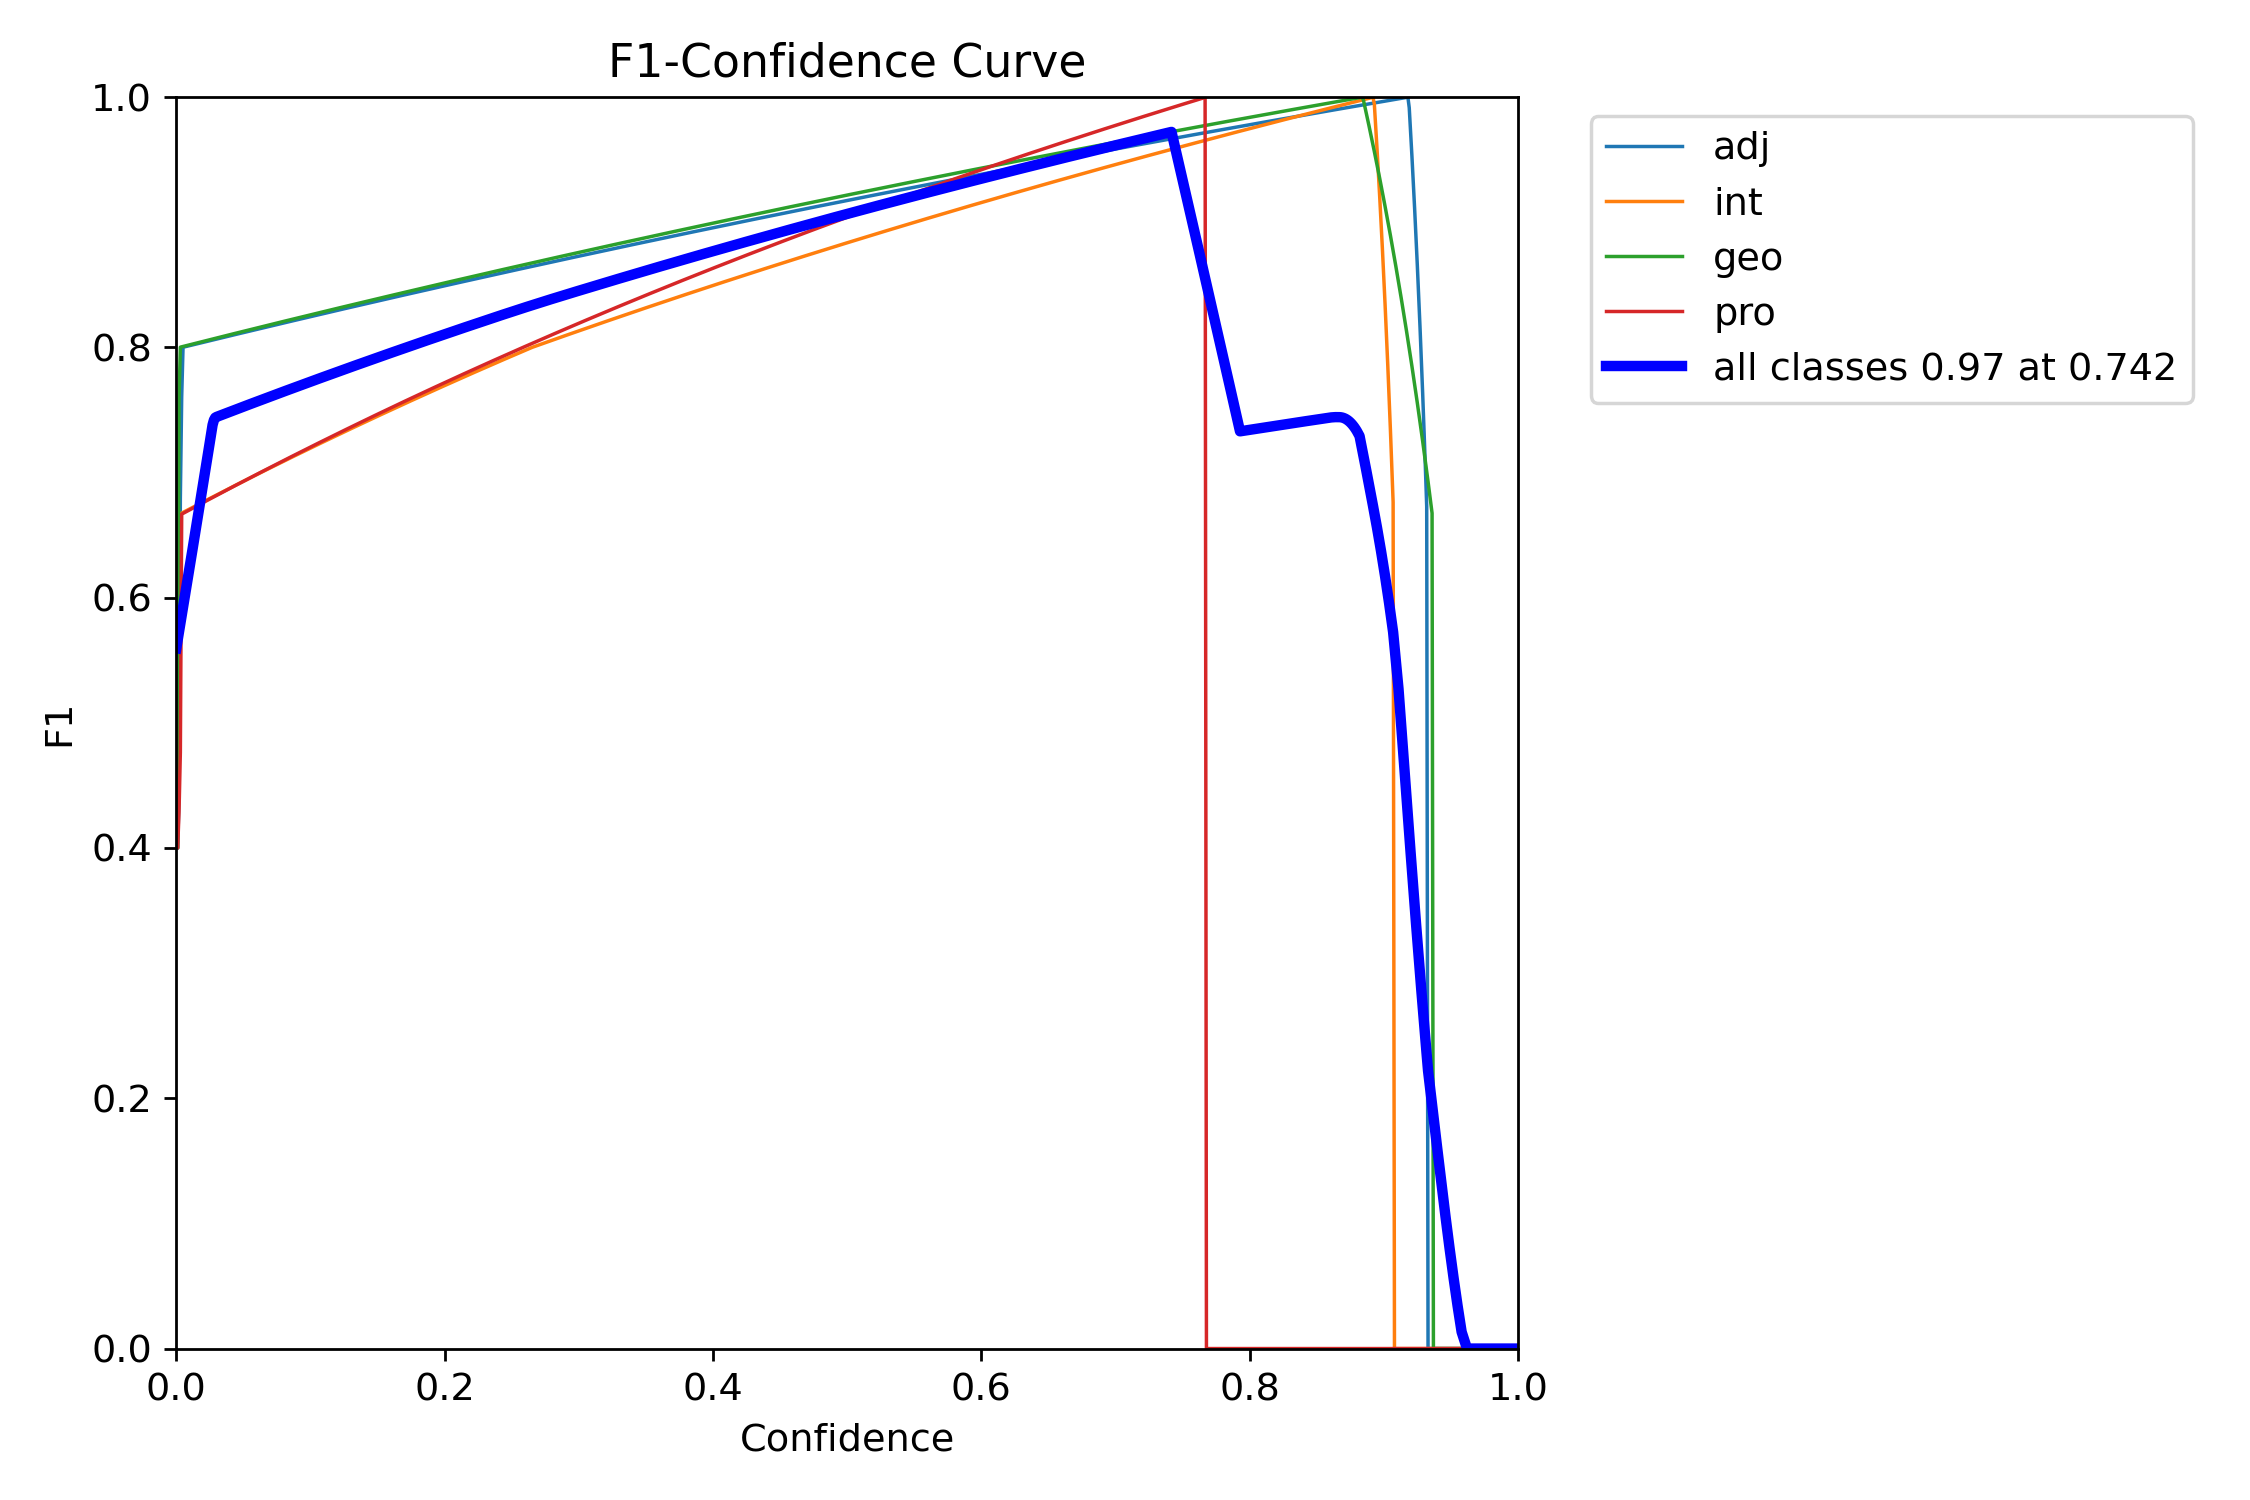 F1-Confidence Curve
1.0
0.8
0.6
0.4
0.2
0.0
F1
0.0 0.2 0.4 0.6 0.8 1.0
Confidence
adj
int
geo
pro
all classes 0.97 at 0.742